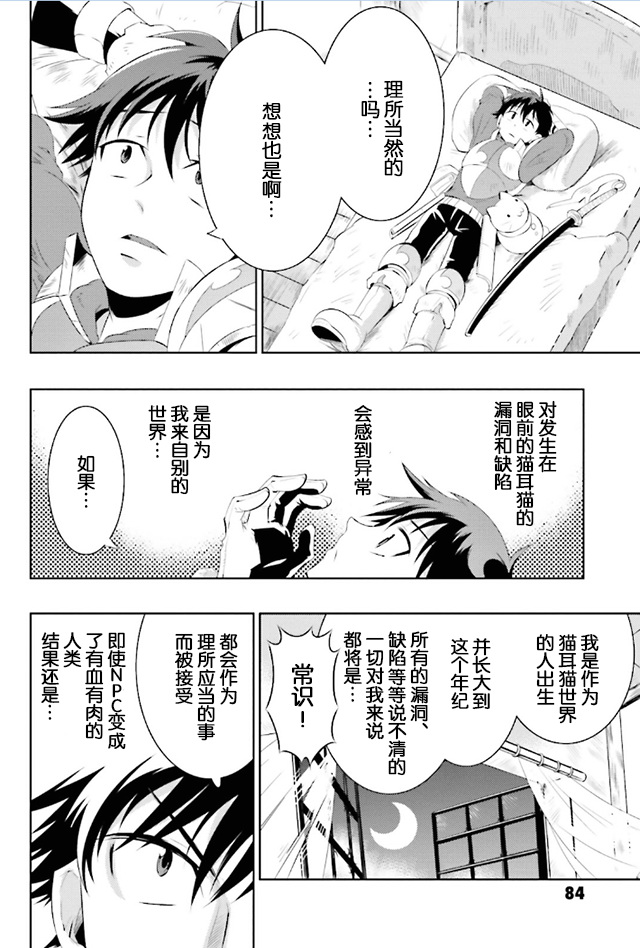 理所当然的
…吗…
想想也是啊…
对发生在
眼前的猫耳猫的
漏洞和缺陷
会感到异常
是因为
我来自别的
世界…
如果…
我是作为
猫耳猫世界
的人出生
并长大到
这个年纪
所有的漏洞、
缺陷等等说不清的
一切对我来说
都将是…
常识！
都会作为
理所应当的事
而被接受
即使NPC变成
了有血有肉的
人类
结果还是…
84